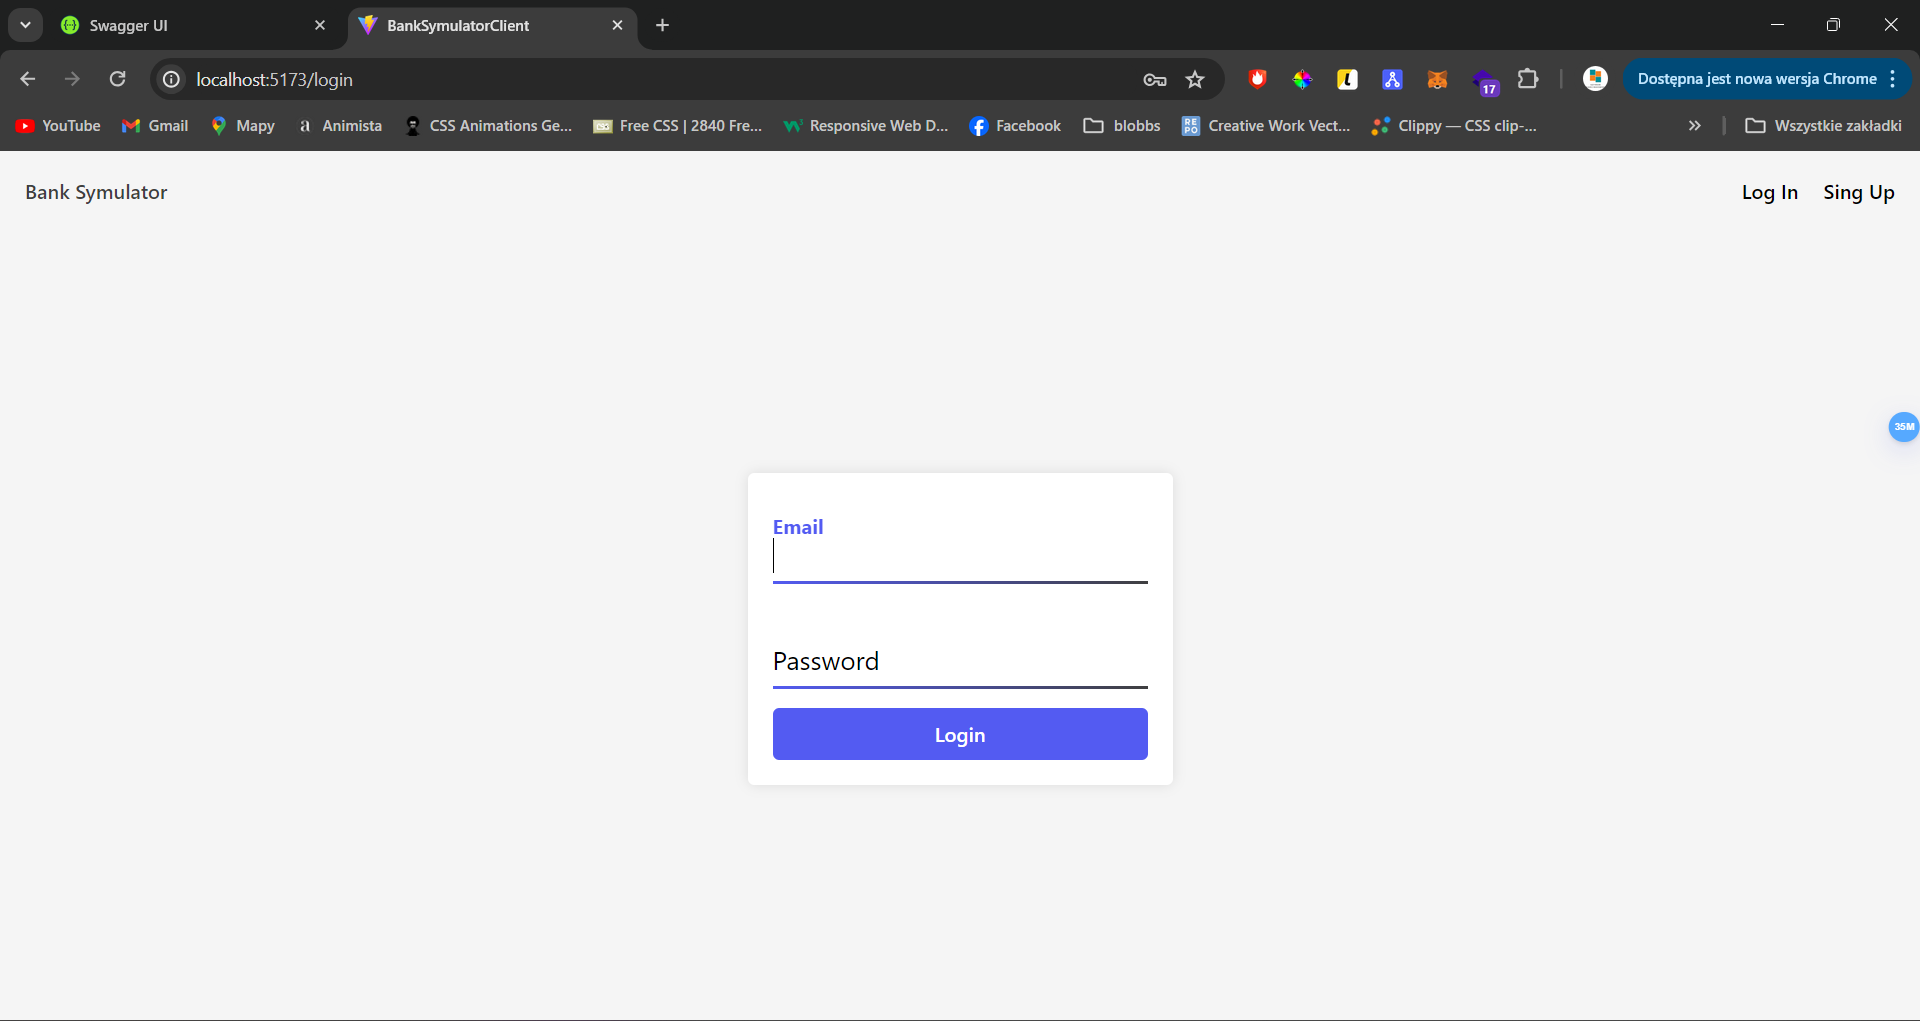 Swagger UI
BankSymulatorClient
localhost:5173/login
17
Dostępna jest nowa wersja Chrome
YouTube
Gmail
Mapy
a Animista
CSS Animations Ge...
Free CSS | 2840 Fre...
Responsive Web D...
Facebook
blobbs
REPO Creative Work Vect...
Clippy — CSS clip-...
Wszystkie zakładki
Bank Symulator
Log In
Sing Up
35M
Email
Password
Login